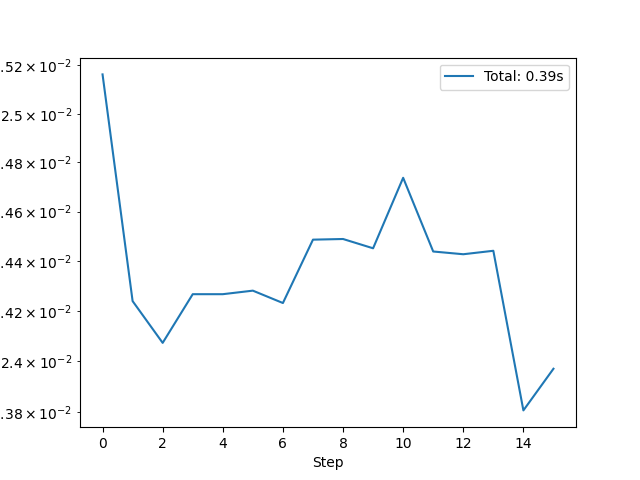 Total: 0.39s
.52 × 10⁻²
2.5 × 10⁻²
.48 × 10⁻²
.46 × 10⁻²
.44 × 10⁻²
.42 × 10⁻²
2.4 × 10⁻²
.38 × 10⁻²
0 2 4 6 8 10 12 14
Step